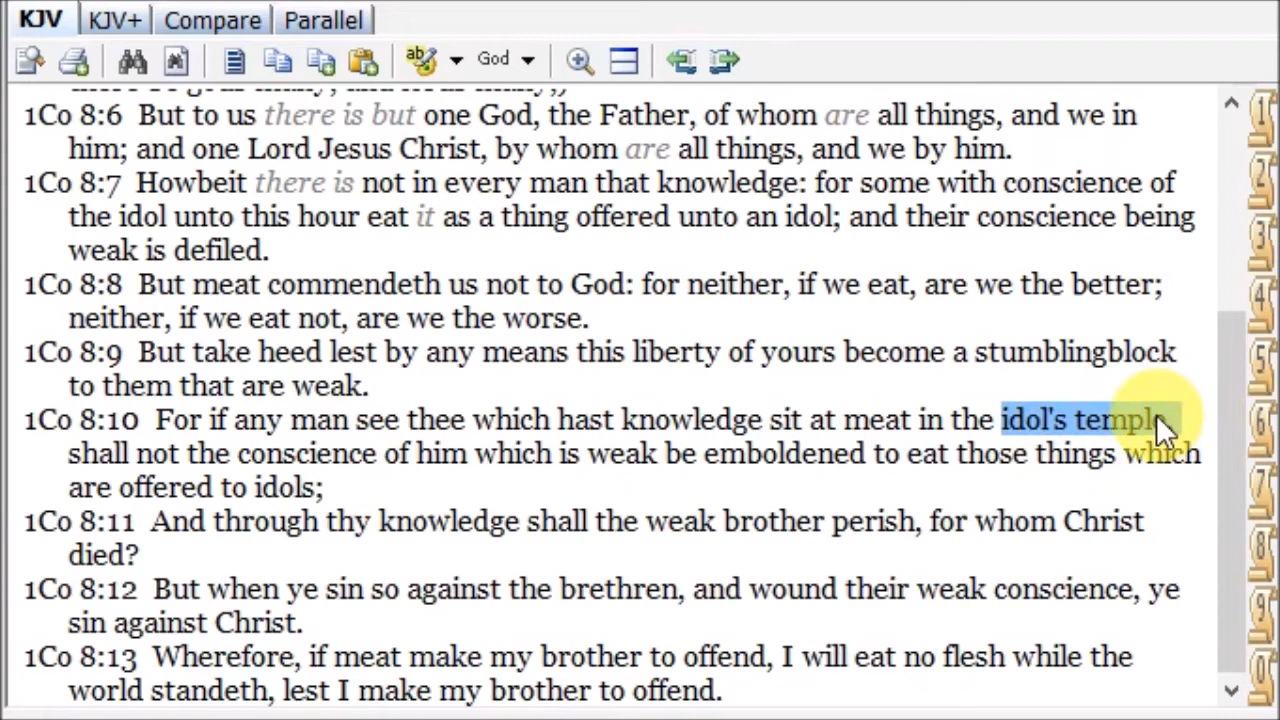 KJV KJV+ Compare Parallel
ab God
1Co 8:6 But to us there is but one God, the Father, of whom are all things, and we in
him; and one Lord Jesus Christ, by whom are all things, and we by him.
1Co 8:7 Howbeit there is not in every man that knowledge: for some with conscience of
the idol unto this hour eat it as a thing offered unto an idol; and their conscience being
weak is defiled.
1Co 8:8 But meat commendeth us not to God: for neither, if we eat, are we the better;
neither, if we eat not, are we the worse.
1Co 8:9 But take heed lest by any means this liberty of yours become a stumblingblock
to them that are weak.
1Co 8:10 For if any man see thee which hast knowledge sit at meat in the idol's temple
shall not the conscience of him which is weak be emboldened to eat those things which
are offered to idols;
1Co 8:11 And through thy knowledge shall the weak brother perish, for whom Christ
died?
1Co 8:12 But when ye sin so against the brethren, and wound their weak conscience, ye
sin against Christ.
1Co 8:13 Wherefore, if meat make my brother to offend, I will eat no flesh while the
world standeth, lest I make my brother to offend.
1
2
3
4
5
6
7
8
9
0